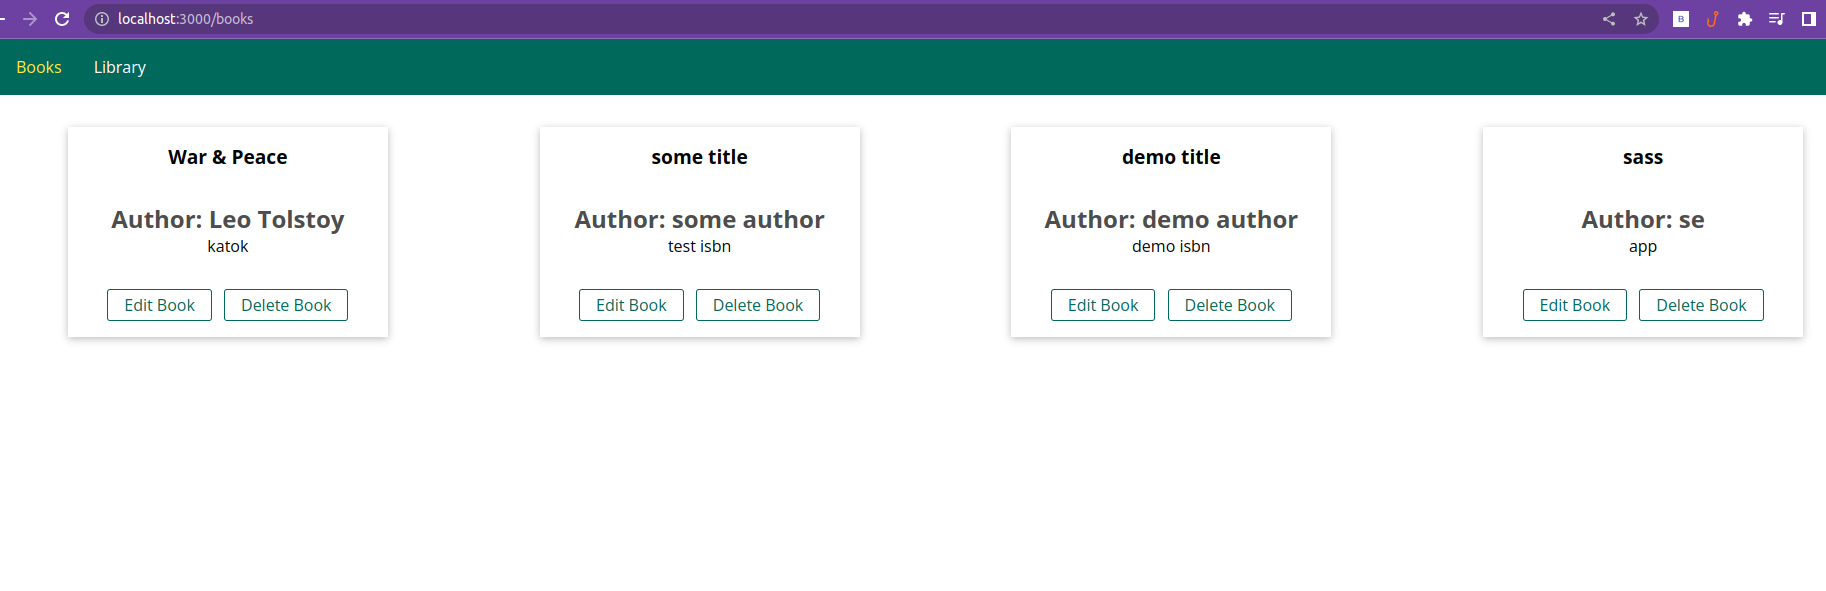 localhost:3000/books
B
Books Library
War & Peace
Author: Leo Tolstoy
katok
Edit Book Delete Book
some title
Author: some author
test isbn
Edit Book Delete Book
demo title
Author: demo author
demo isbn
Edit Book Delete Book
sass
Author: se
app
Edit Book Delete Book